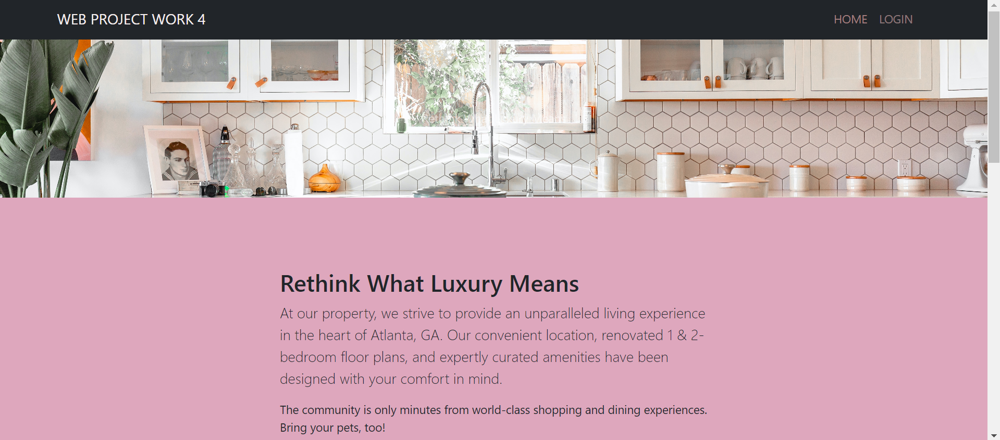 WEB PROJECT WORK 4
HOME LOGIN
Rethink What Luxury Means
At our property, we strive to provide an unparalleled living experience
in the heart of Atlanta, GA. Our convenient location, renovated 1 & 2-
bedroom floor plans, and expertly curated amenities have been
designed with your comfort in mind.
The community is only minutes from world-class shopping and dining experiences.
Bring your pets, too!